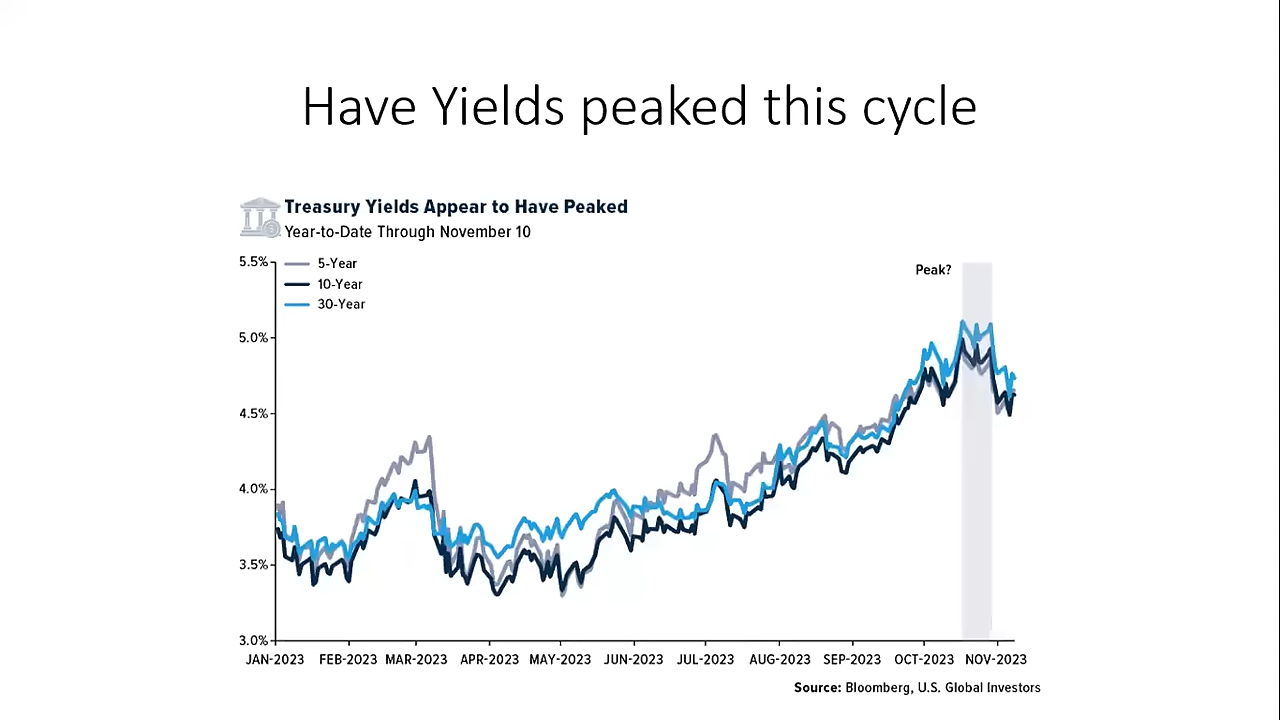 Have Yields peaked this cycle
Treasury Yields Appear to Have Peaked
Year-to-Date Through November 10
5.5%
5-Year
10-Year
30-Year
Peak?
5.0%
4.5%
4.0%
3.5%
3.0%
JAN-2023 FEB-2023 MAR-2023 APR-2023 MAY-2023 JUN-2023 JUL-2023 AUG-2023 SEP-2023 OCT-2023 NOV-2023
Source: Bloomberg, U.S. Global Investors